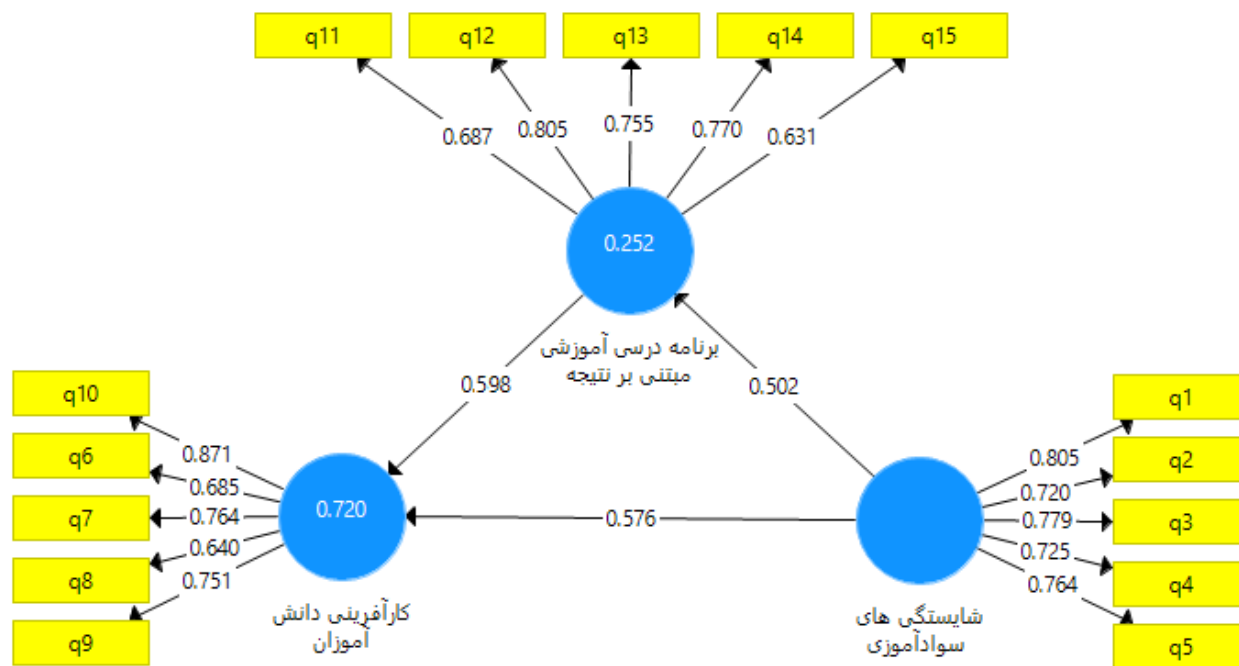 q11
q12
q13
q14
q15
0.687
0.805
0.755
0.770
0.631
0.252
برنامه درسی آموزشی
مبتنی بر نتیجه
0.598
0.502
q10
q6
q7
q8
q9
0.871
0.685
0.764
0.640
0.751
0.720
کارآفرینی دانش
آموزان
0.576
شایستگی های
سوادآموزی
0.805
0.720
0.779
0.725
0.764
q1
q2
q3
q4
q5